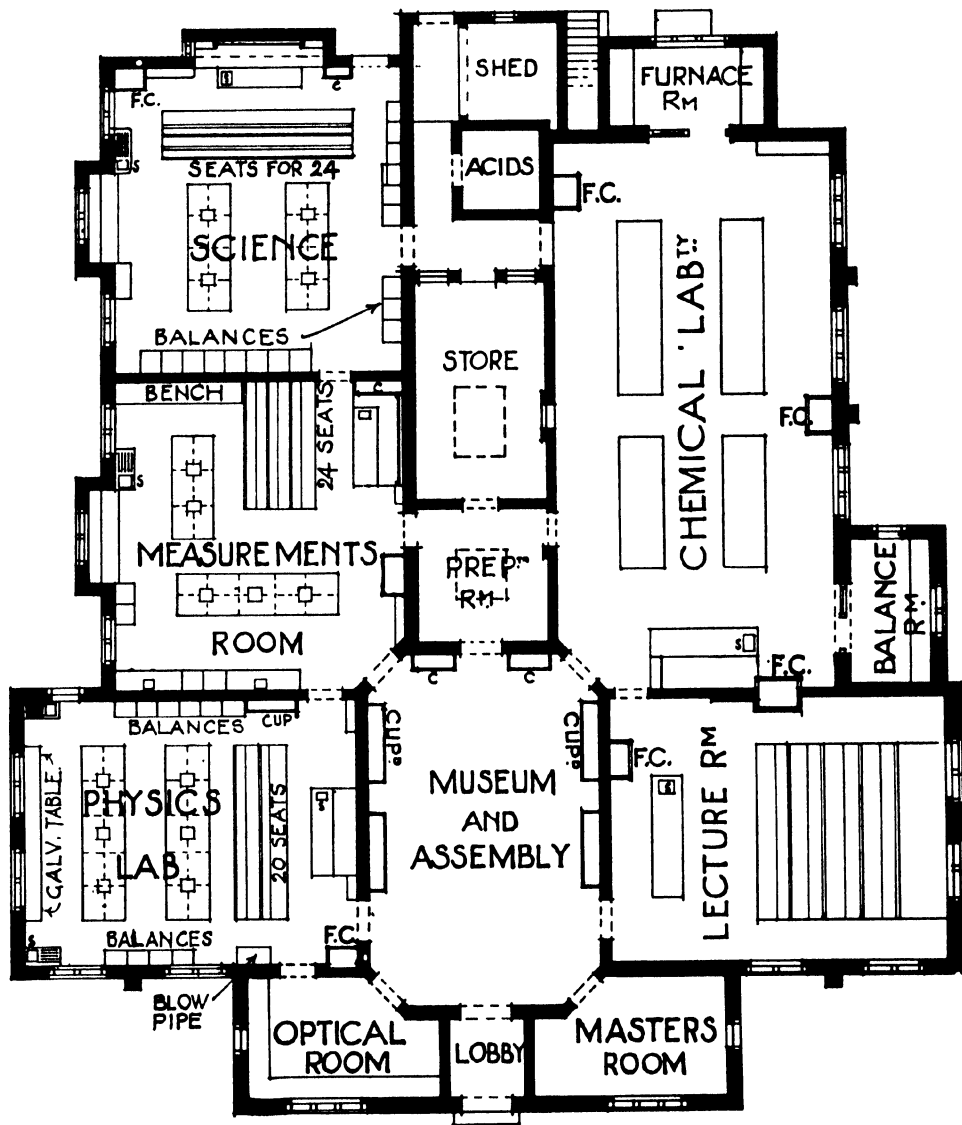 SHED
FURNACE
RM
F.C.
C
S
ACIDS
S
SEATS FOR 24
F.C.
SCIENCE
CHEMICAL LABTY
BALANCES
STORE
BENCH
C
24 SEATS
F.C.
S
MEASUREMENTS
PREPTN
RM
BALANCE
RM
ROOM
S
F.C.
C
C
BALANCES
CUPD
CUPD
CUPD
F.C.
LECTURE RM
GALV. TABLE
PHYSICS
LAB
20 SEATS
MUSEUM
AND
ASSEMBLY
S
S
BALANCES
F.C.
S
BLOW
PIPE
OPTICAL
ROOM
LOBBY
MASTERS
ROOM